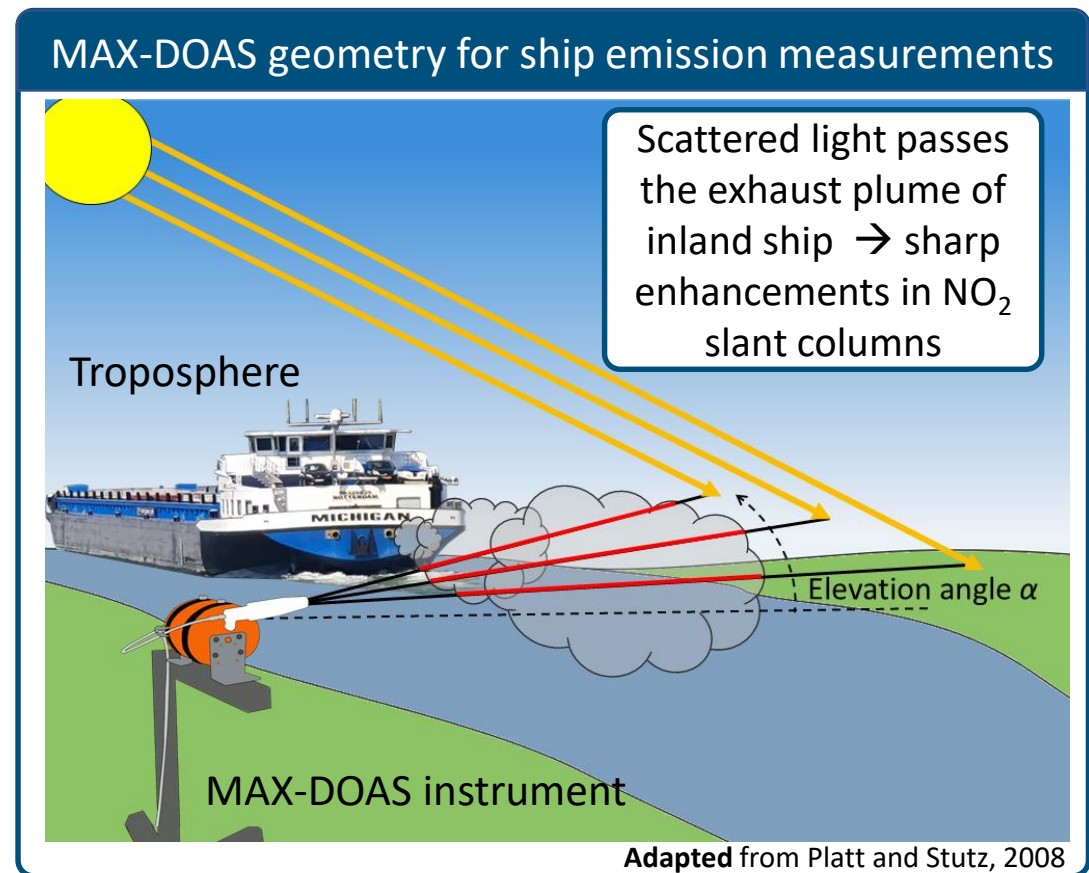 MAX-DOAS geometry for ship emission measurements
Scattered light passes
the exhaust plume of
inland ship → sharp
enhancements in NO₂
slant columns
Troposphere
ROTTERDAM
MICHIGAN
Elevation angle α
MAX-DOAS instrument
Adapted from Platt and Stutz, 2008